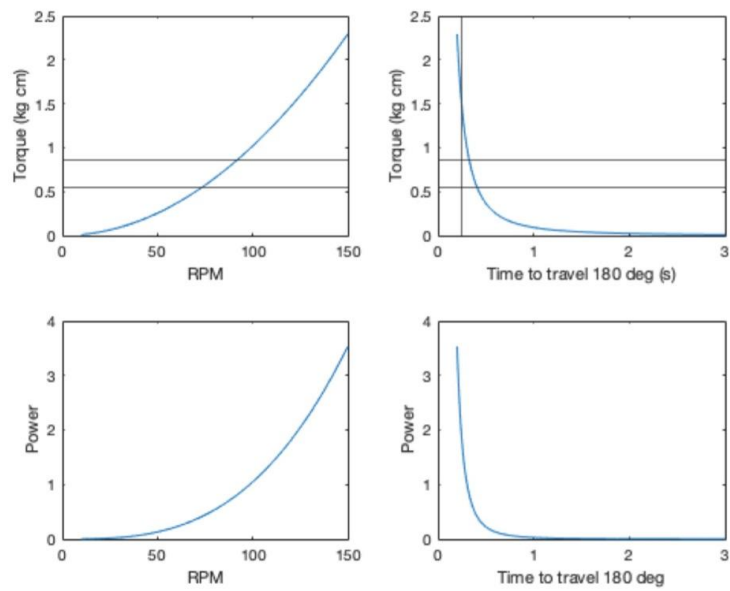 2.5
2
1.5
1
0.5
0
Torque (kg cm)
0 50 100 150
RPM
2.5
2
1.5
1
0.5
0
Torque (kg cm)
0 1 2 3
Time to travel 180 deg (s)
4
3
2
1
0
Power
0 50 100 150
RPM
4
3
2
1
0
Power
0 1 2 3
Time to travel 180 deg